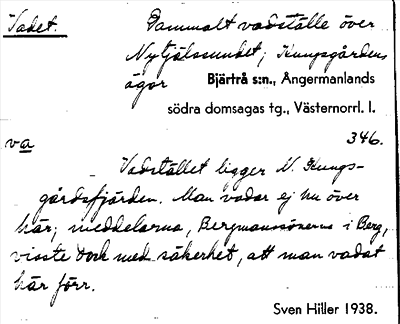 Vadet. Gammalt vadställe över
Nytjälssundet; Kungsgårdens
ägor Bjärtrå s:n., Ångermanlands
södra domsagas tg., Västernorrl. l.
va 346.
Vadstället ligger N. Kungs-
gårdsfjärden. Man vadar ej nu över
här; meddelarna, Bergmanssönerna i Berg,
visste dock med säkerhet, att man vadat
här förr.
Sven Hiller 1938.